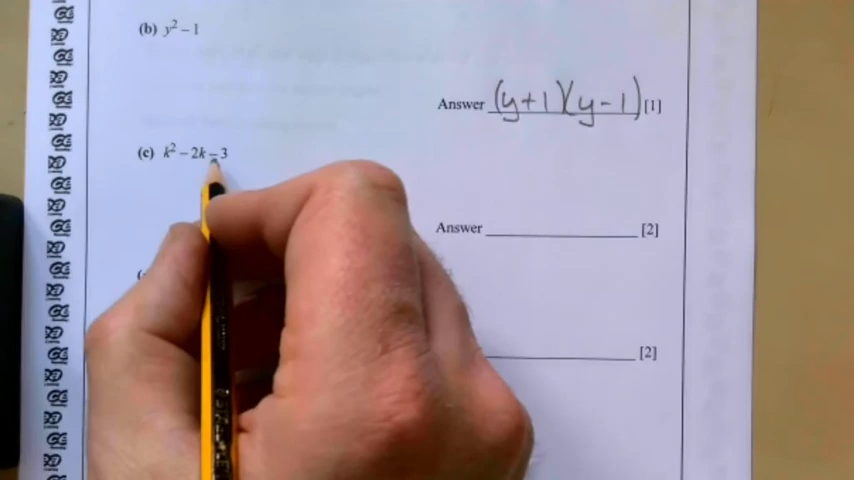 (b) y² – 1
Answer (y+1)(y-1) [1]
(c) k² – 2k – 3
Answer [2]
[2]